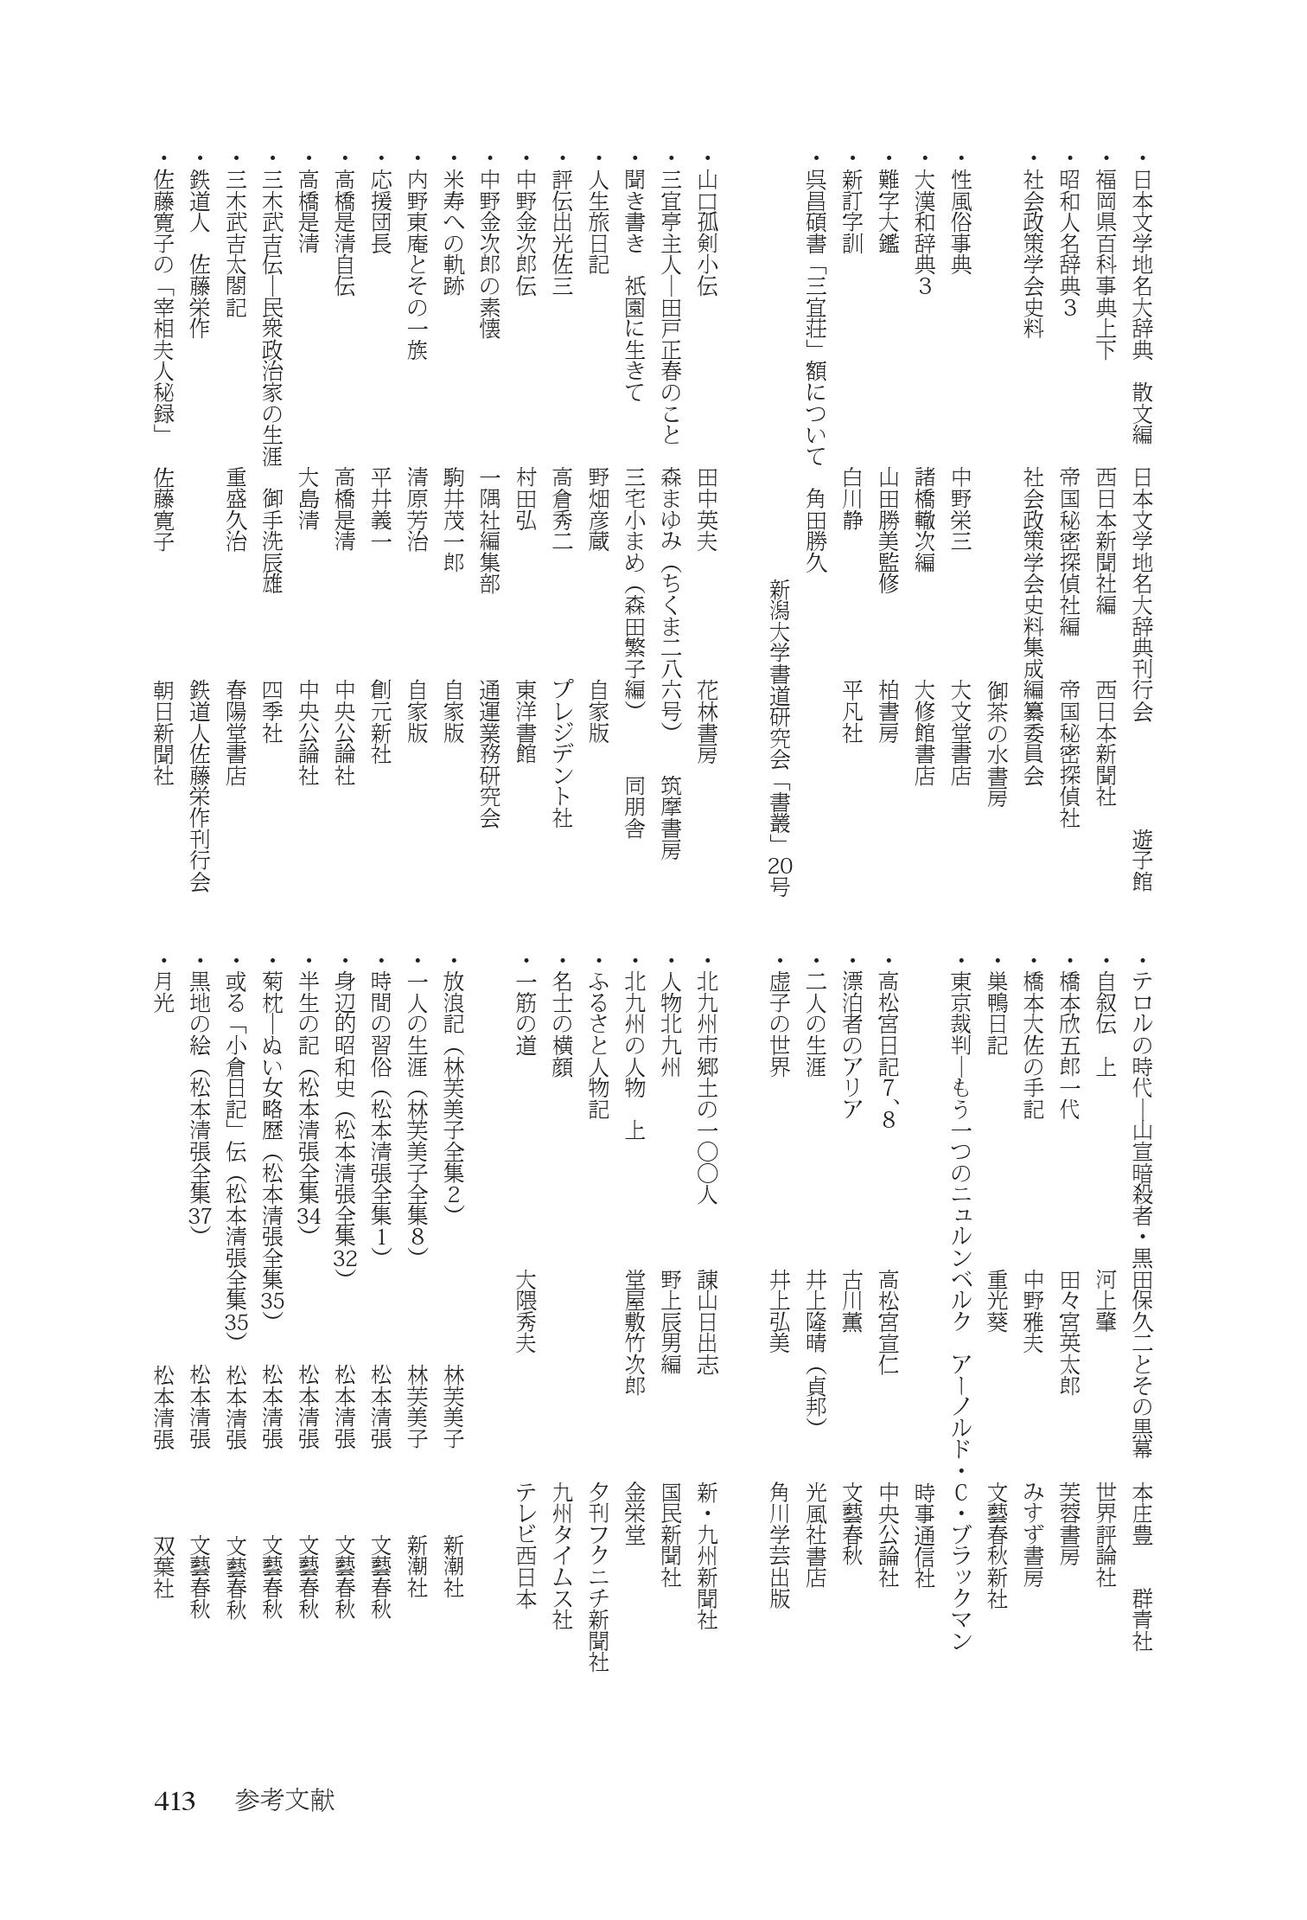 ・日本文学地名大辞典　散文編　日本文学地名大辞典刊行会　遊子館
・福岡県百科事典上下　西日本新聞社編　西日本新聞社
・昭和人名辞典3　帝国秘密探偵社編　帝国秘密探偵社
・社会政策学会史料　社会政策学会史料集成編纂委員会
御茶の水書房
・性風俗事典　中野栄三　大文堂書店
・大漢和辞典3　諸橋轍次編　大修館書店
・難字大鑑　山田勝美監修　柏書房
・新訂字訓　白川静　平凡社
・呉昌碩書「三宜荘」額について　角田勝久
新潟大学書道研究会「書叢」20号
・山口孤剣小伝　田中英夫　花林書房
・三宜亭主人―田戸正春のこと　森まゆみ（ちくま二八六号）　筑摩書房
・聞き書き　祇園に生きて　三宅小まめ（森田繁子編）　同朋舎
・人生旅日記　野畑彦蔵　自家版
・評伝出光佐三　高倉秀二　プレジデント社
・中野金次郎伝　村田弘　東洋書館
・中野金次郎の素懐　一隅社編集部　通運業務研究会
・米寿への軌跡　駒井茂一郎　自家版
・内野東庵とその一族　清原芳治　自家版
・応援団長　平井義一　創元新社
・高橋是清自伝　高橋是清　中央公論社
・高橋是清　大島清　中央公論社
・三木武吉伝―民衆政治家の生涯　御手洗辰雄　四季社
・三木武吉太閤記　重盛久治　春陽堂書店
・鉄道人　佐藤栄作　鉄道人佐藤栄作刊行会
・佐藤寛子の「宰相夫人秘録」　佐藤寛子　朝日新聞社
・テロルの時代―山宣暗殺者・黒田保久二とその黒幕　本庄豊　群青社
・自叙伝　上　河上肇　世界評論社
・橋本欣五郎一代　田々宮英太郎　芙蓉書房
・橋本大佐の手記　中野雅夫　みすず書房
・巣鴨日記　重光葵　文藝春秋新社
・東京裁判―もう一つのニュルンベルク　アーノルド・C・ブラックマン
時事通信社
・高松宮日記7、8　高松宮宣仁　中央公論社
・漂泊者のアリア　古川薫　文藝春秋
・二人の生涯　井上隆晴（貞邦）　光風社書店
・虚子の世界　井上弘美　角川学芸出版
・北九州市郷土の一〇〇人　諌山日出志　新・九州新聞社
・人物北九州　野上辰男編　国民新聞社
・北九州の人物　上　堂屋敷竹次郎　金栄堂
・ふるさと人物記　夕刊フクニチ新聞社
・名士の横顔　九州タイムス社
・一筋の道　大隈秀夫　テレビ西日本
・放浪記（林芙美子全集2）　林芙美子　新潮社
・一人の生涯（林芙美子全集8）　林芙美子　新潮社
・時間の習俗（松本清張全集1）　松本清張　文藝春秋
・身辺的昭和史（松本清張全集32）　松本清張　文藝春秋
・半生の記（松本清張全集34）　松本清張　文藝春秋
・菊枕―ぬい女略歴（松本清張全集35）　松本清張　文藝春秋
・或る「小倉日記」伝（松本清張全集35）　松本清張　文藝春秋
・黒地の絵（松本清張全集37）　松本清張　文藝春秋
・月光　松本清張　双葉社
413　参考文献